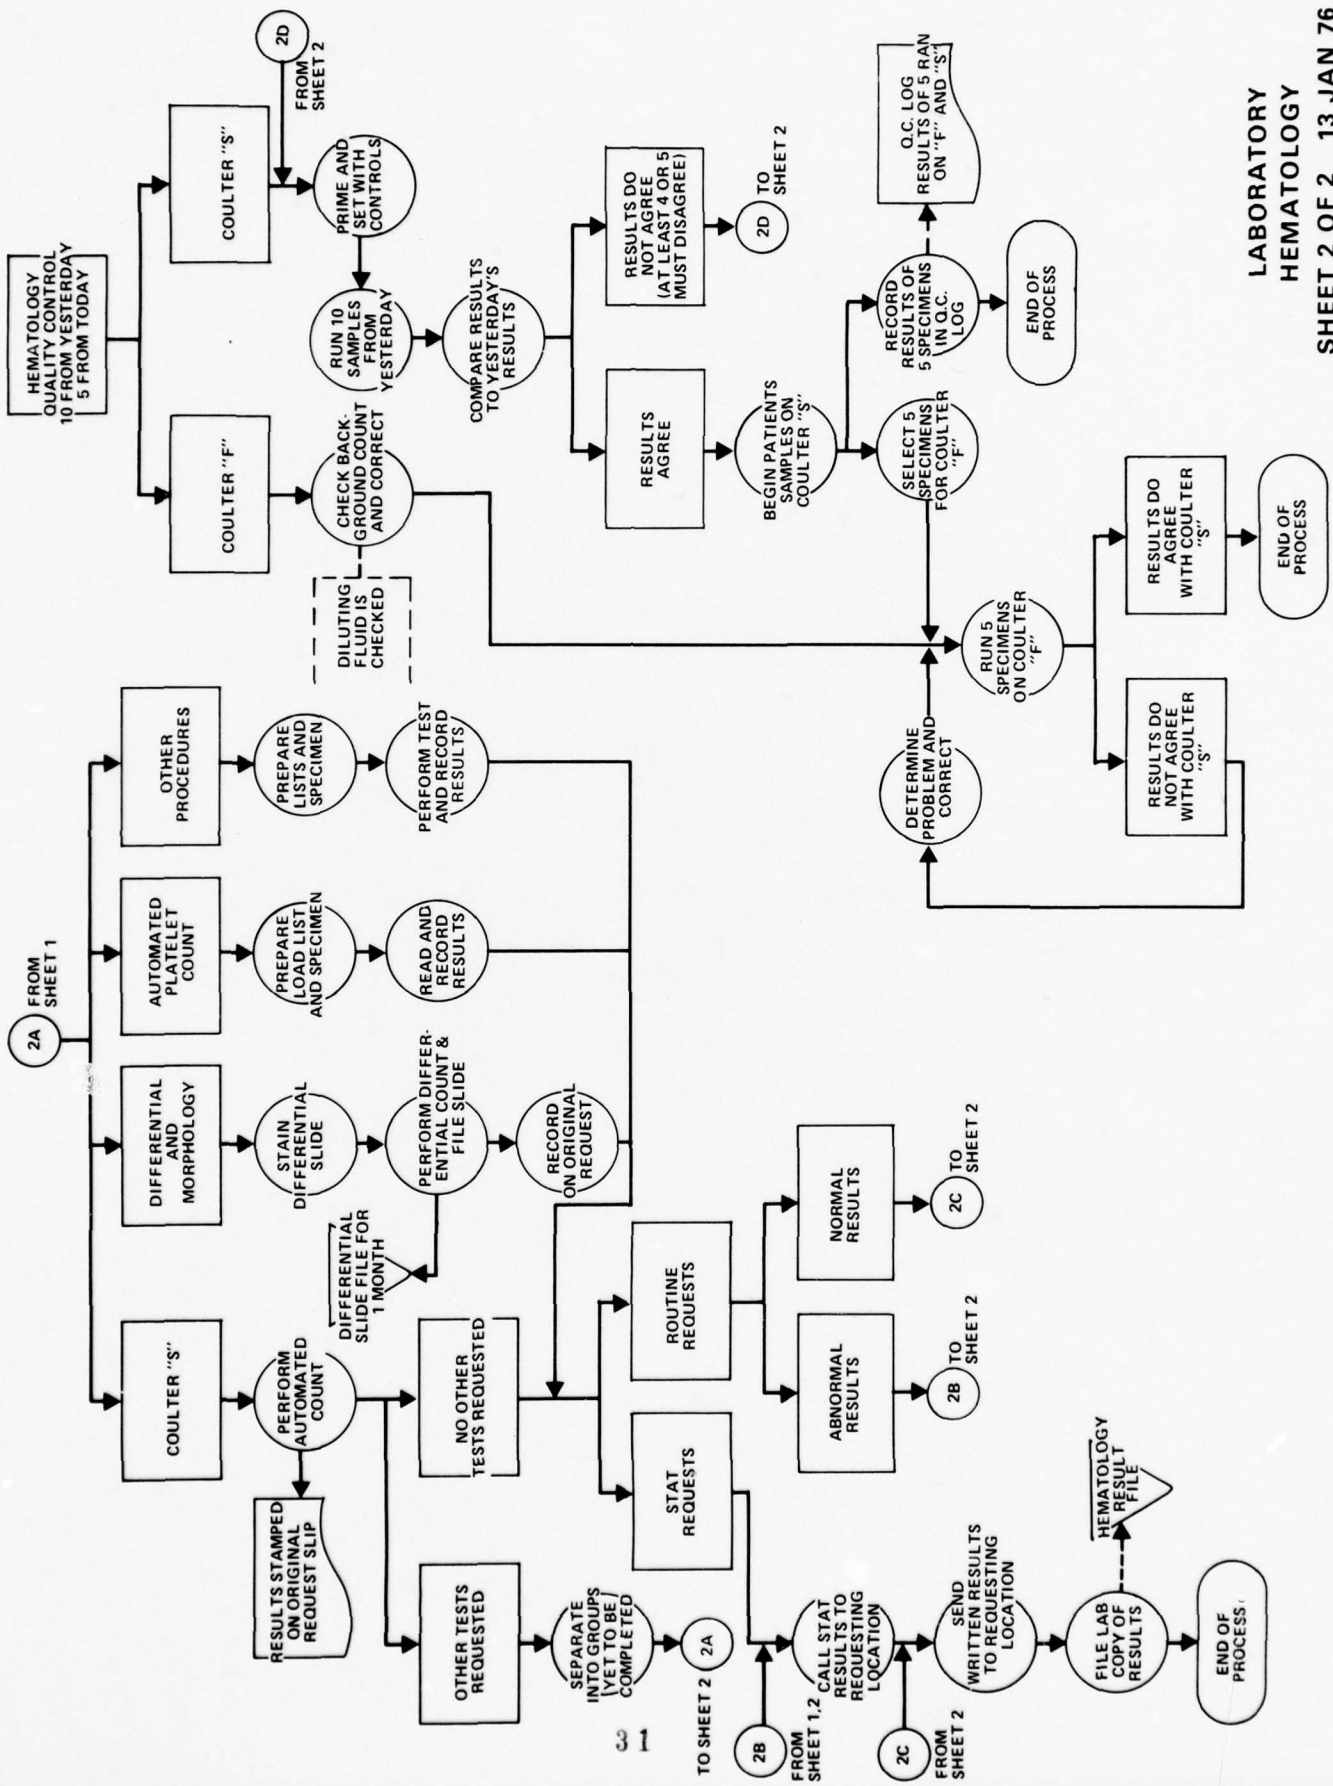 2A
FROM
SHEET 1
COULTER "S"
DIFFERENTIAL
AND
MORPHOLOGY
AUTOMATED
PLATELET
COUNT
OTHER
PROCEDURES
PERFORM
AUTOMATED
COUNT
RESULTS STAMPED
ON ORIGINAL
REQUEST SLIP
STAIN
DIFFERENTIAL
SLIDE
PREPARE
LOAD LIST
AND SPECIMEN
PREPARE
LISTS AND
SPECIMEN
DIFFERENTIAL
SLIDE FILE FOR
1 MONTH
PERFORM DIFFER-
ENTIAL COUNT &
FILE SLIDE
READ AND
RECORD
RESULTS
PERFORM TEST
AND RECORD
RESULTS
OTHER TESTS
REQUESTED
NO OTHER
TESTS REQUESTED
RECORD
ON ORIGINAL
REQUEST
SEPARATE
INTO GROUPS
(YET TO BE
COMPLETED
TO SHEET 2
2A
STAT
REQUESTS
ROUTINE
REQUESTS
2B
FROM
SHEET 1,2
CALL STAT
RESULTS TO
REQUESTING
LOCATION
ABNORMAL
RESULTS
NORMAL
RESULTS
2B
TO
SHEET 2
2C
TO
SHEET 2
2C
FROM
SHEET 2
SEND
WRITTEN RESULTS
TO REQUESTING
LOCATION
FILE LAB
COPY OF
RESULTS
HEMATOLOGY
RESULT
FILE
END OF
PROCESS
HEMATOLOGY
QUALITY CONTROL
10 FROM YESTERDAY
5 FROM TODAY
COULTER "F"
COULTER "S"
2D
FROM
SHEET 2
DILUTING
FLUID IS
CHECKED
CHECK BACK-
GROUND COUNT
AND CORRECT
PRIME AND
SET WITH
CONTROLS
RUN 10
SAMPLES
FROM
YESTERDAY
COMPARE RESULTS
TO YESTERDAY'S
RESULTS
RESULTS
AGREE
RESULTS DO
NOT AGREE
(AT LEAST 4 OR 5
MUST DISAGREE)
2D
TO
SHEET 2
BEGIN PATIENTS
SAMPLES ON
COULTER "S"
SELECT 5
SPECIMENS
FOR COULTER
"F"
RECORD
RESULTS OF
5 SPECIMENS
IN Q.C.
LOG
Q.C. LOG
RESULTS OF 5 RAN
ON "F" AND "S"
END OF
PROCESS
DETERMINE
PROBLEM AND
CORRECT
RUN 5
SPECIMENS
ON COULTER
"F"
RESULTS DO
NOT AGREE
WITH COULTER
"S"
RESULTS DO
AGREE
WITH COULTER
"S"
END OF
PROCESS
LABORATORY
HEMATOLOGY
SHEET 2 OF 2 13 JAN 76
31